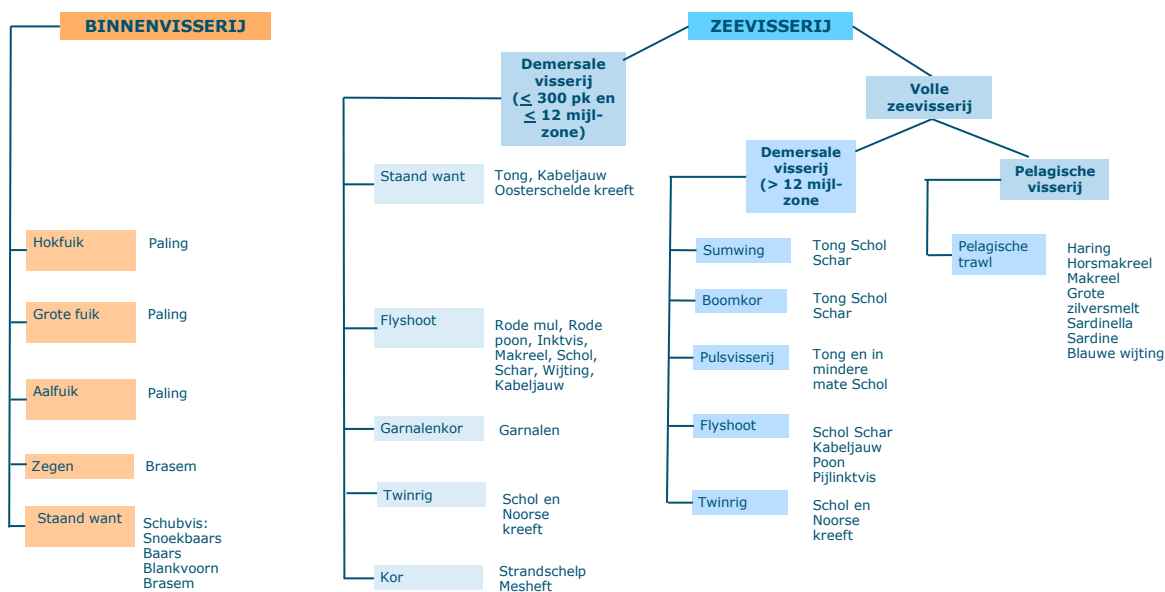 BINNENVISSERIJ
Hokfuik
Paling
Grote fuik
Paling
Aalfuik
Paling
Zegen
Brasem
Staand want
Schubvis:
Snoekbaars
Baars
Blankvoorn
Brasem
ZEEVISSERIJ
Demersale
visserij
(≤ 300 pk en
≤ 12 mijl-
zone)
Staand want
Tong, Kabeljauw
Oosterschelde kreeft
Flyshoot
Rode mul, Rode
poon, Inktvis,
Makreel, Schol,
Schar, Wijting,
Kabeljauw
Garnalenkor
Garnalen
Twinrig
Schol en
Noorse
kreeft
Kor
Strandschelp
Mesheft
Volle
zeevisserij
Demersale
visserij
(> 12 mijl-
zone
Sumwing
Tong Schol
Schar
Boomkor
Tong Schol
Schar
Pulsvisserij
Tong en in
mindere
mate Schol
Flyshoot
Schol Schar
Kabeljauw
Poon
Pijlinktvis
Twinrig
Schol en
Noorse
kreeft
Pelagische
visserij
Pelagische
trawl
Haring
Horsmakreel
Makreel
Grote
zilversmelt
Sardinella
Sardine
Blauwe wijting